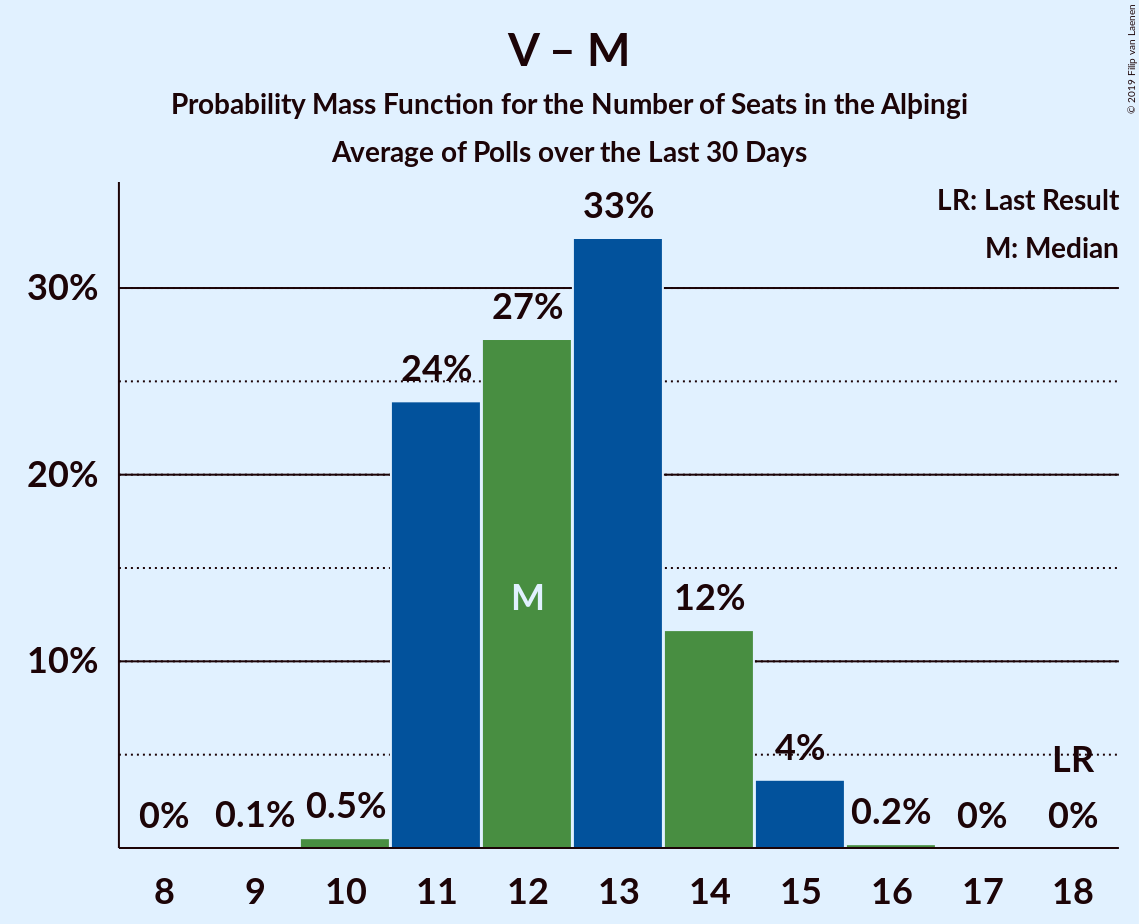 V – M
Probability Mass Function for the Number of Seats in the Alþingi
Average of Polls over the Last 30 Days
© 2019 Filip van Laenen
LR: Last Result
M: Median
33%
30%
27%
24%
20%
M
12%
10%
4%
LR
0%
0.1%
0.5%
0.2%
0%
0%
8 9 10 11 12 13 14 15 16 17 18